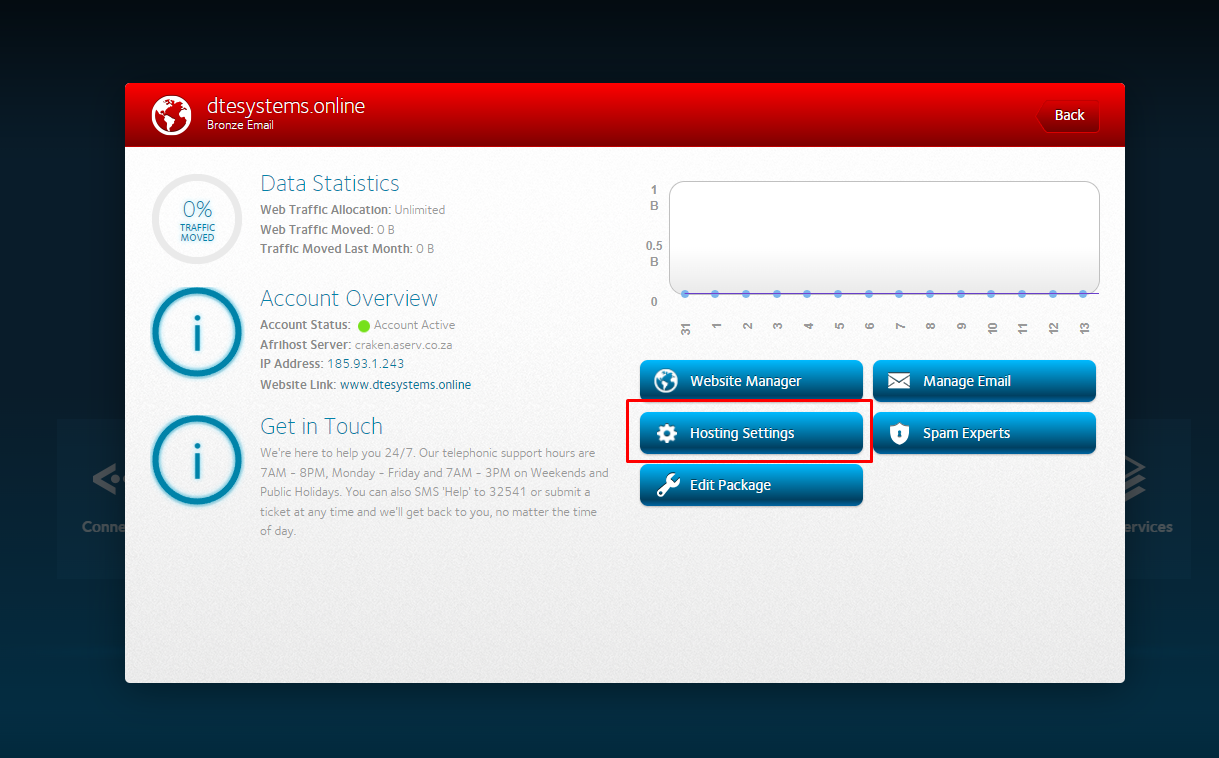 dtesystems.online
Bronze Email
Back
0%
TRAFFIC
MOVED
Data Statistics
Web Traffic Allocation: Unlimited
Web Traffic Moved: 0 B
Traffic Moved Last Month: 0 B
Account Overview
Account Status: Account Active
Afrihost Server: craken.aserv.co.za
IP Address: 185.93.1.243
Website Link: www.dtesystems.online
Get in Touch
We're here to help you 24/7. Our telephonic support hours are
7AM - 8PM, Monday - Friday and 7AM - 3PM on Weekends and
Public Holidays. You can also SMS 'Help' to 32541 or submit a
ticket at any time and we'll get back to you, no matter the time
of day.
1
B
0.5
B
0
31 1 2 3 4 5 6 7 8 9 10 11 12 13
Website Manager
Manage Email
Hosting Settings
Spam Experts
Edit Package
Conne
ervices